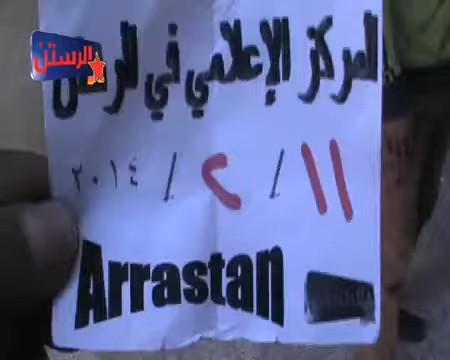 الرستن
المركز الإعلامي في الرستن
١١ / ٢ / ٢٠١٤
Arrastan